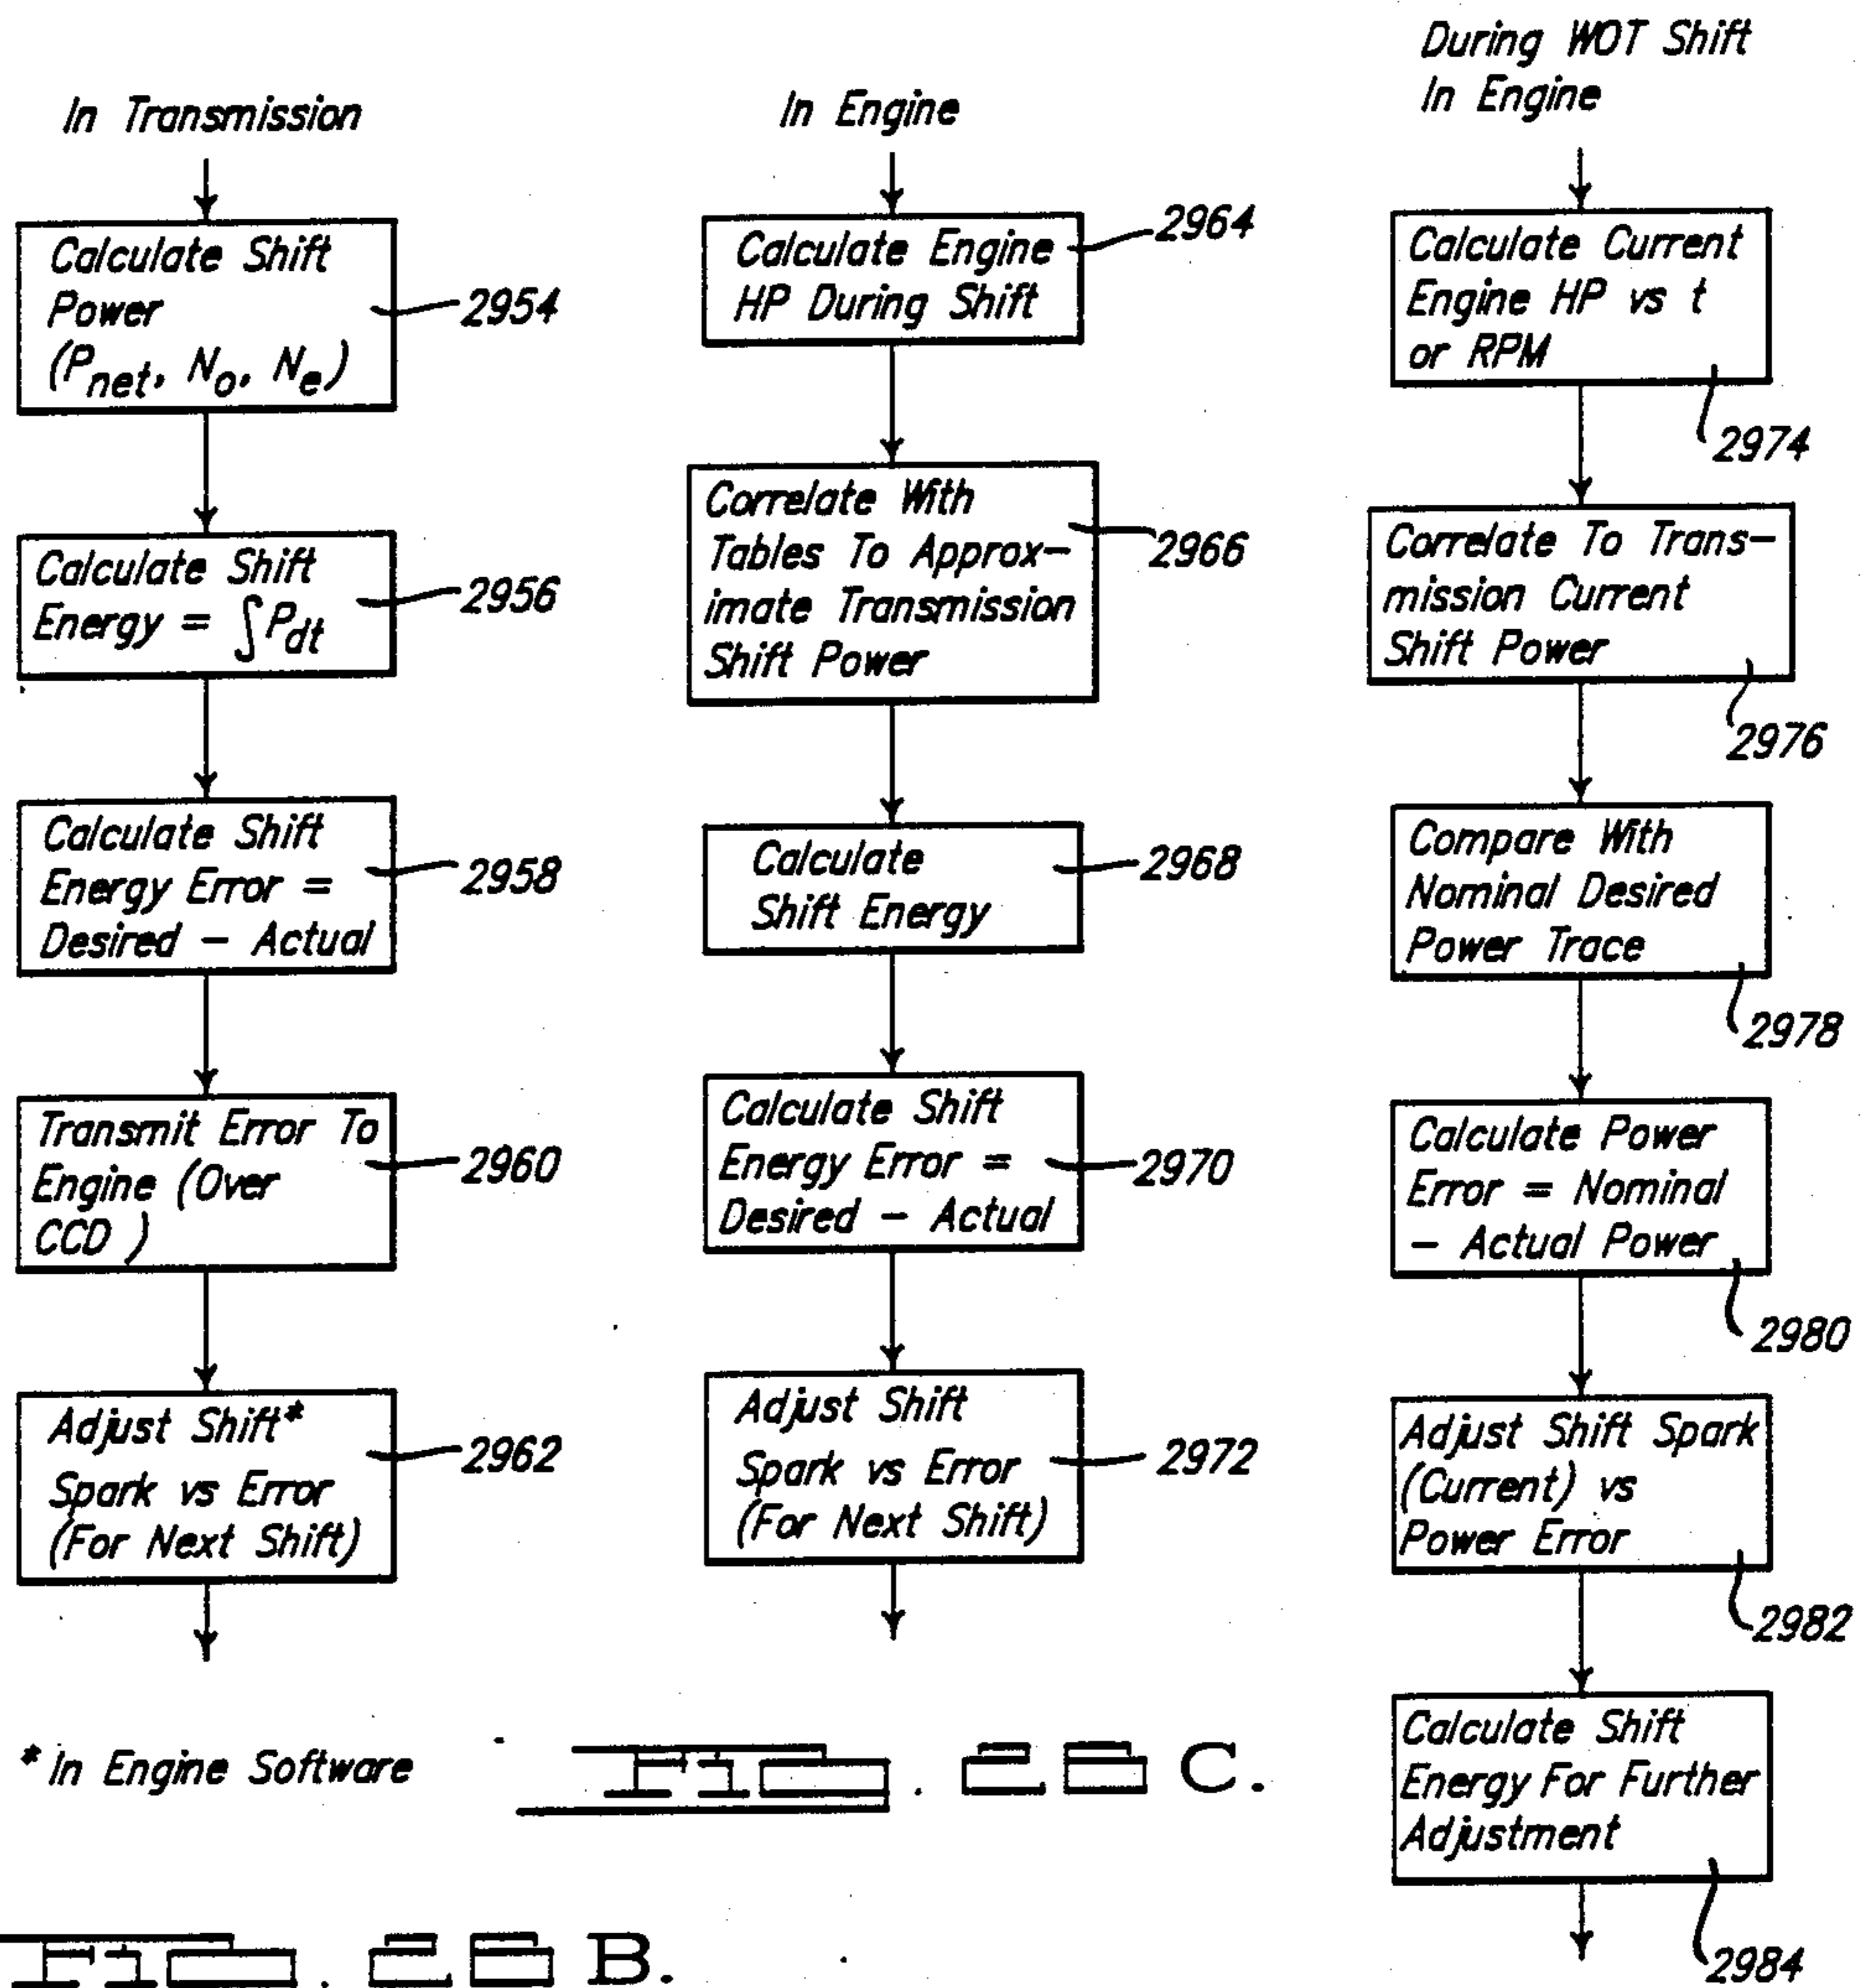 In Transmission
Calculate Shift
Power
(Pnet, No, Ne)
2954
Calculate Shift
Energy = ∫Pdt
2956
Calculate Shift
Energy Error =
Desired - Actual
2958
Transmit Error To
Engine (Over
CCD )
2960
Adjust Shift*
Spark vs Error
(For Next Shift)
2962
* In Engine Software
In Engine
Calculate Engine
HP During Shift
2964
Correlate With
Tables To Approx-
imate Transmission
Shift Power
2966
Calculate
Shift Energy
2968
Calculate Shift
Energy Error =
Desired - Actual
2970
Adjust Shift
Spark vs Error
(For Next Shift)
2972
During WOT Shift
In Engine
Calculate Current
Engine HP vs t
or RPM
2974
Correlate To Trans-
mission Current
Shift Power
2976
Compare With
Nominal Desired
Power Trace
2978
Calculate Power
Error = Nominal
- Actual Power
2980
Adjust Shift Spark
(Current) vs
Power Error
2982
Calculate Shift
Energy For Further
Adjustment
2984
C.
B.